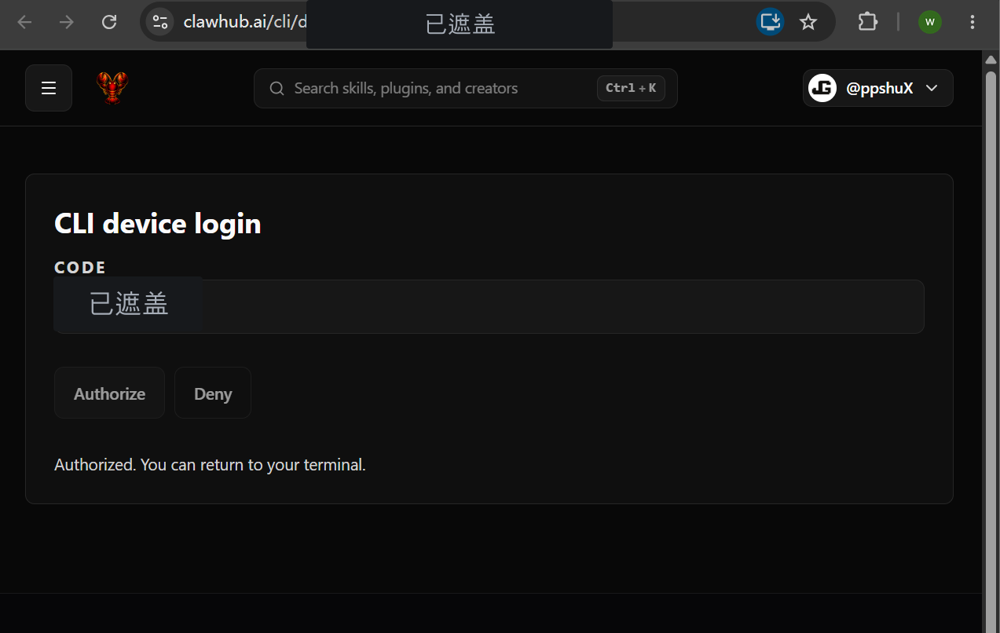 clawhub.ai/cli/d
已遮盖
W
Search skills, plugins, and creators
Ctrl + K
JG
@ppshuX
CLI device login
CODE
已遮盖
Authorize
Deny
Authorized. You can return to your terminal.